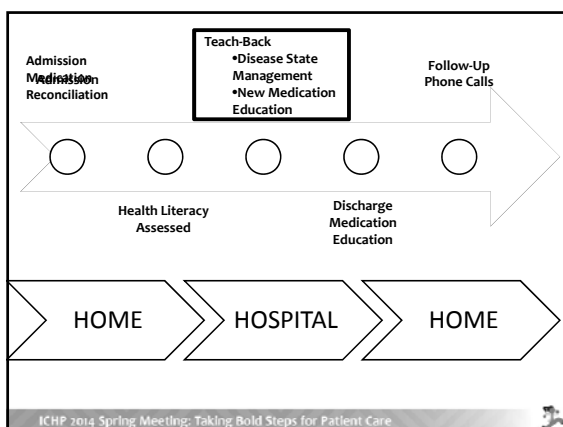 Admission
Medication
Admission
Reconciliation
Teach-Back
•Disease State
Management
•New Medication
Education
Follow-Up
Phone Calls
Health Literacy
Assessed
Discharge
Medication
Education
HOME
HOSPITAL
HOME
ICHP 2014 Spring Meeting: Taking Bold Steps for Patient Care